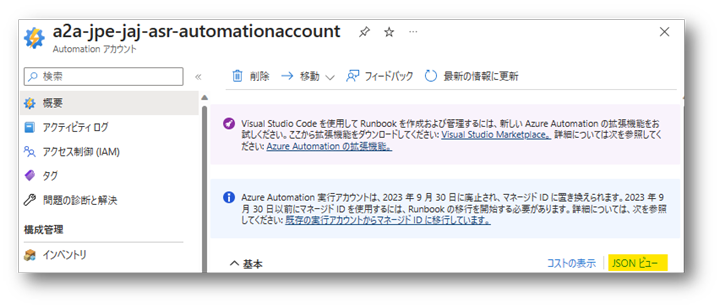 a2a-jpe-jaj-asr-automationaccount
Automation アカウント
検索
削除 移動 フィードバック 最新の情報に更新
概要
アクティビティ ログ
アクセス制御 (IAM)
タグ
問題の診断と解決
構成管理
インベントリ
Visual Studio Code を使用して Runbook を作成および管理するには、新しい Azure Automation の拡張機能をお
試しください。ここから拡張機能をダウンロードしてください: Visual Studio Marketplace。 詳細については次を参照してく
ださい: Azure Automation の拡張機能。
Azure Automation 実行アカウントは、2023 年 9 月 30 日に廃止され、マネージド ID に置き換えられます。2023 年 9
月 30 日以前にマネージド ID を使用するには、Runbook の移行を開始する必要があります。詳細については、次を参照
してください: 既存の実行アカウントからマネージド ID に移行しています。
基本
コストの表示
JSON ビュー